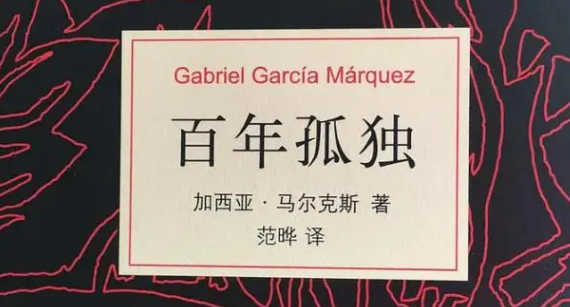 Gabriel García Márquez
百年孤独
加西亚·马尔克斯 著
范晔 译